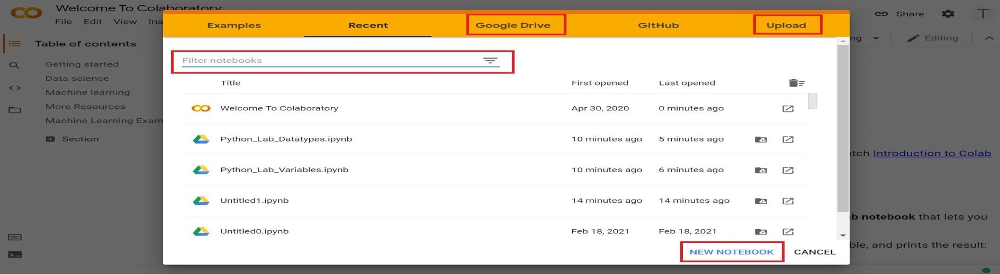 Welcome To Colaboratory
File Edit View Ins
Share
T
Examples Recent Google Drive GitHub Upload
Table of contents
ng
Editing
Getting started
Data science
Machine learning
More Resources
Machine Learning Exam
Section
Filter notebooks
Title First opened Last opened
Welcome To Colaboratory Apr 30, 2020 0 minutes ago
Python_Lab_Datatypes.ipynb 10 minutes ago 5 minutes ago
Python_Lab_Variables.ipynb 10 minutes ago 6 minutes ago
Untitled1.ipynb 14 minutes ago 14 minutes ago
Untitled0.ipynb Feb 18, 2021 Feb 18, 2021
NEW NOTEBOOK CANCEL
atch Introduction to Colab
b notebook that lets you
ble, and prints the result: